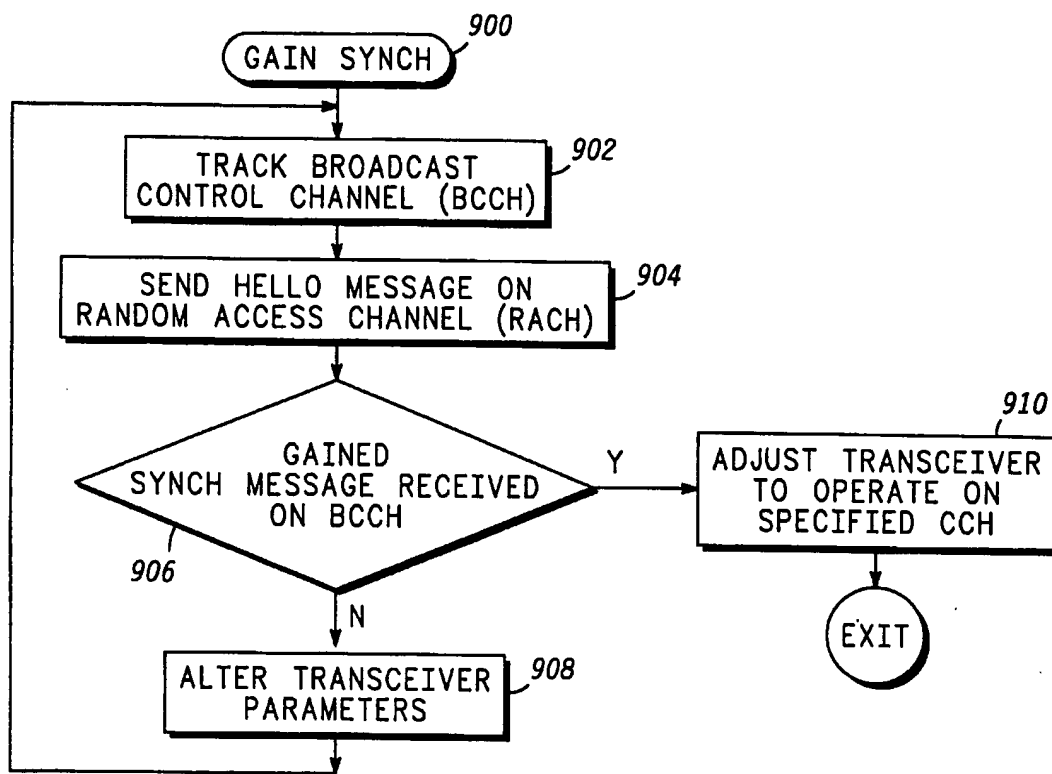 900
GAIN SYNCH
902
TRACK BROADCAST
CONTROL CHANNEL (BCCH)
904
SEND HELLO MESSAGE ON
RANDOM ACCESS CHANNEL (RACH)
906
GAINED
SYNCH MESSAGE RECEIVED
ON BCCH
Y
910
ADJUST TRANSCEIVER
TO OPERATE ON
SPECIFIED CCH
EXIT
N
908
ALTER TRANSCEIVER
PARAMETERS